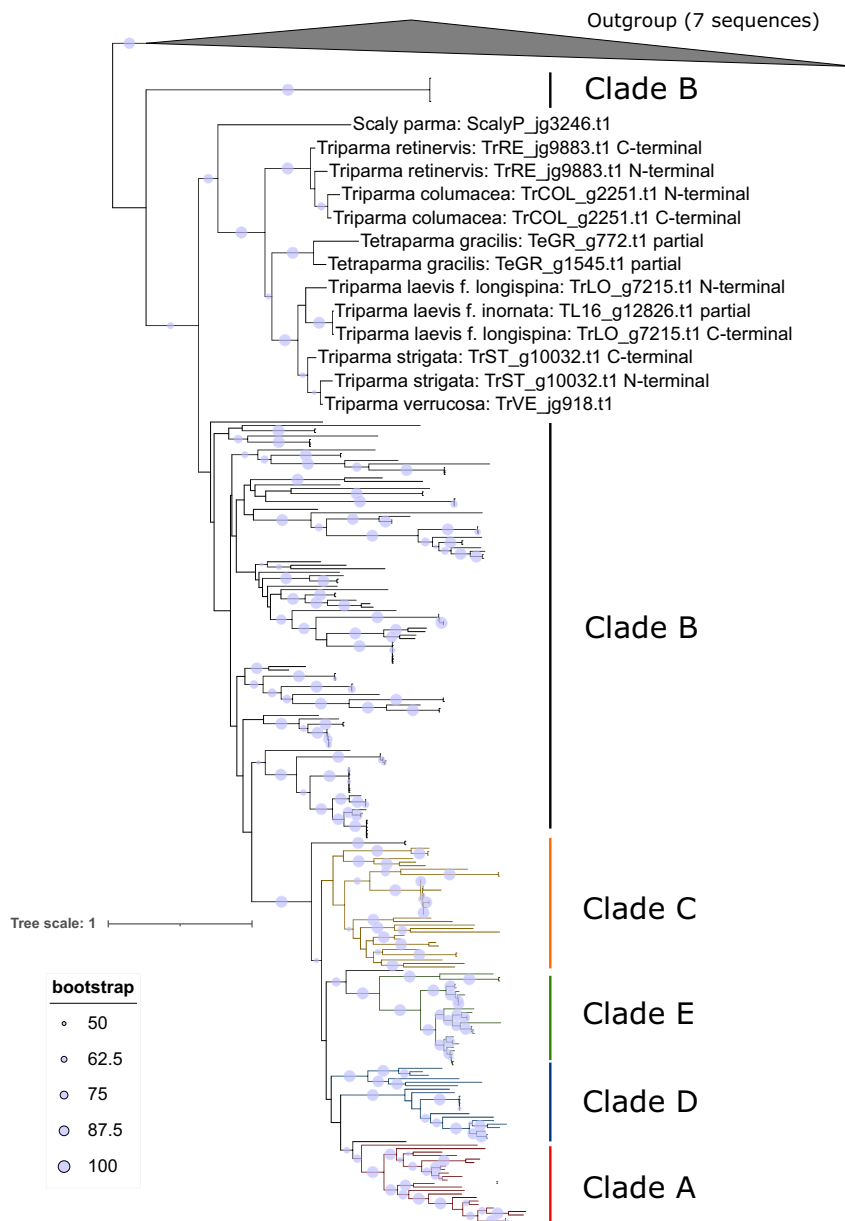 Outgroup (7 sequences)
Clade B
Scaly parma: ScalyP_jg3246.t1
Triparma retinervis: TrRE_jg9883.t1 C-terminal
Triparma retinervis: TrRE_jg9883.t1 N-terminal
Triparma columacea: TrCOL_g2251.t1 N-terminal
Triparma columacea: TrCOL_g2251.t1 C-terminal
Tetraparma gracilis: TeGR_g772.t1 partial
Tetraparma gracilis: TeGR_g1545.t1 partial
Triparma laevis f. longispina: TrLO_g7215.t1 N-terminal
Triparma laevis f. inornata: TL16_g12826.t1 partial
Triparma laevis f. longispina: TrLO_g7215.t1 C-terminal
Triparma strigata: TrST_g10032.t1 C-terminal
Triparma strigata: TrST_g10032.t1 N-terminal
Triparma verrucosa: TrVE_jg918.t1
Clade B
Clade C
Tree scale: 1
Clade E
bootstrap
50
62.5
75
87.5
100
Clade D
Clade A